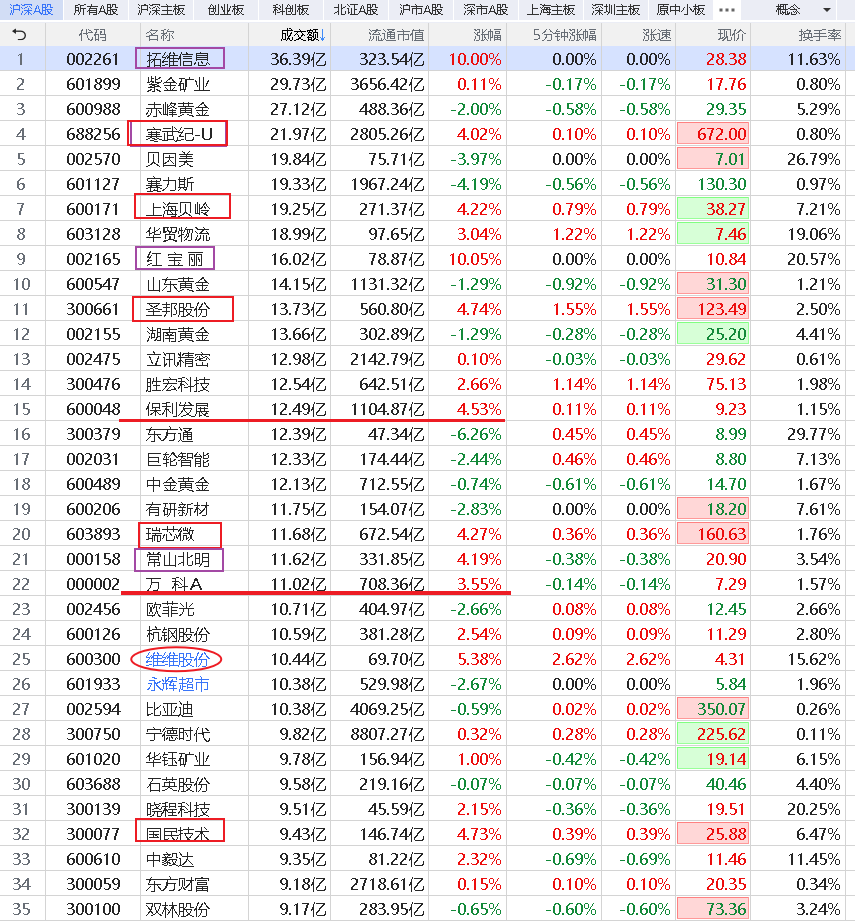 沪深A股 所有A股 沪深主板 创业板 科创板 北证A股 沪市A股 深市A股 上海主板 深圳主板 原中小板 ••• 概念
代码 名称 成交额↓ 流通市值 涨幅 5分钟涨幅 涨速 现价 换手率
1 002261 拓维信息 36.39亿 323.54亿 10.00% 0.00% 0.00% 28.38 11.63%
2 601899 紫金矿业 29.73亿 3656.42亿 0.11% -0.17% -0.17% 17.76 0.80%
3 600988 赤峰黄金 27.12亿 488.36亿 -2.00% -0.58% -0.58% 29.35 5.29%
4 688256 寒武纪-U 21.97亿 2805.26亿 4.02% 0.10% 0.10% 672.00 0.80%
5 002570 贝因美 19.84亿 75.71亿 -3.97% 0.00% 0.00% 7.01 26.79%
6 601127 赛力斯 19.33亿 1967.24亿 -4.19% -0.56% -0.56% 130.30 0.97%
7 600171 上海贝岭 19.25亿 271.37亿 4.22% 0.79% 0.79% 38.27 7.21%
8 603128 华贸物流 18.99亿 97.65亿 3.04% 1.22% 1.22% 7.46 19.06%
9 002165 红 宝 丽 16.02亿 78.87亿 10.05% 0.00% 0.00% 10.84 20.57%
10 600547 山东黄金 14.15亿 1131.32亿 -1.29% -0.92% -0.92% 31.30 1.21%
11 300661 圣邦股份 13.73亿 560.80亿 4.74% 1.55% 1.55% 123.49 2.50%
12 002155 湖南黄金 13.66亿 302.89亿 -1.29% -0.28% -0.28% 25.20 4.41%
13 002475 立讯精密 12.98亿 2142.79亿 0.10% -0.03% -0.03% 29.62 0.61%
14 300476 胜宏科技 12.54亿 642.51亿 2.66% 1.14% 1.14% 75.13 1.98%
15 600048 保利发展 12.49亿 1104.87亿 4.53% 0.11% 0.11% 9.23 1.15%
16 300379 东方通 12.39亿 47.34亿 -6.26% 0.45% 0.45% 8.99 29.77%
17 002031 巨轮智能 12.33亿 174.44亿 -2.44% 0.46% 0.46% 8.80 7.13%
18 600489 中金黄金 12.13亿 712.55亿 -0.74% -0.61% -0.61% 14.70 1.67%
19 600206 有研新材 11.75亿 154.07亿 -2.83% 0.00% 0.00% 18.20 7.61%
20 603893 瑞芯微 11.68亿 672.54亿 4.27% 0.36% 0.36% 160.63 1.76%
21 000158 常山北明 11.62亿 331.85亿 4.19% -0.38% -0.38% 20.90 3.54%
22 000002 万 科A 11.02亿 708.36亿 3.55% -0.14% -0.14% 7.29 1.57%
23 002456 欧菲光 10.71亿 404.97亿 -2.66% 0.08% 0.08% 12.45 2.66%
24 600126 杭钢股份 10.59亿 381.28亿 2.54% 0.09% 0.09% 11.29 2.80%
25 600300 维维股份 10.44亿 69.70亿 5.38% 2.62% 2.62% 4.31 15.62%
26 601933 永辉超市 10.38亿 529.98亿 -2.67% 0.00% 0.00% 5.84 1.96%
27 002594 比亚迪 10.38亿 4069.25亿 -0.59% 0.02% 0.02% 350.07 0.26%
28 300750 宁德时代 9.82亿 8807.27亿 0.32% 0.28% 0.28% 225.62 0.11%
29 601020 华钰矿业 9.78亿 156.94亿 1.00% -0.42% -0.42% 19.14 6.15%
30 603688 石英股份 9.58亿 219.16亿 -0.07% -0.07% -0.07% 40.46 4.40%
31 300139 晓程科技 9.51亿 45.59亿 2.15% -0.36% -0.36% 19.51 20.25%
32 300077 国民技术 9.43亿 146.74亿 4.73% 0.39% 0.39% 25.88 6.47%
33 600610 中毅达 9.35亿 81.22亿 2.32% -0.69% -0.69% 11.46 11.45%
34 300059 东方财富 9.18亿 2718.61亿 0.15% 0.10% 0.10% 20.35 0.34%
35 300100 双林股份 9.17亿 283.95亿 -0.65% -0.60% -0.60% 73.36 3.24%